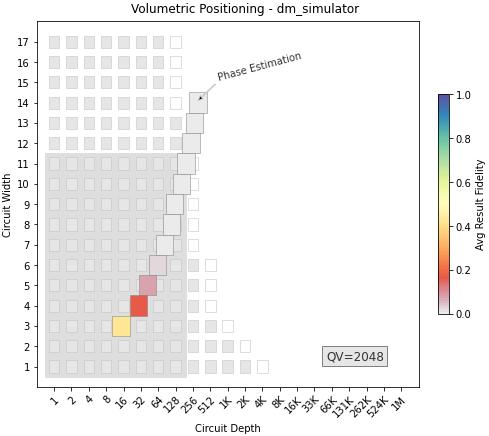 Volumetric Positioning - dm_simulator
Phase Estimation
17
16
15
14
13
12
11
10
9
8
7
6
5
4
3
2
1
Circuit Width
QV=2048
1
2
4
8
16
32
64
128
256
512
1K
2K
4K
8K
16K
33K
66K
131K
262K
524K
1M
Circuit Depth
1.0
0.8
0.6
0.4
0.2
0.0
Avg Result Fidelity